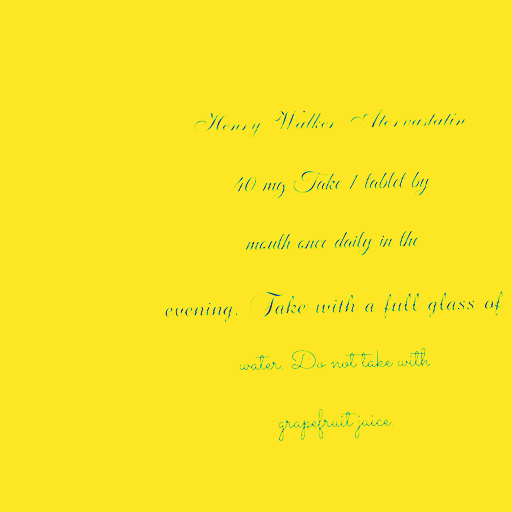 Henry Walker Atorvastatin
40 mg Take 1 tablet by
mouth once daily in the
evening. Take with a full glass of
water. Do not take with
grapefruit juice.